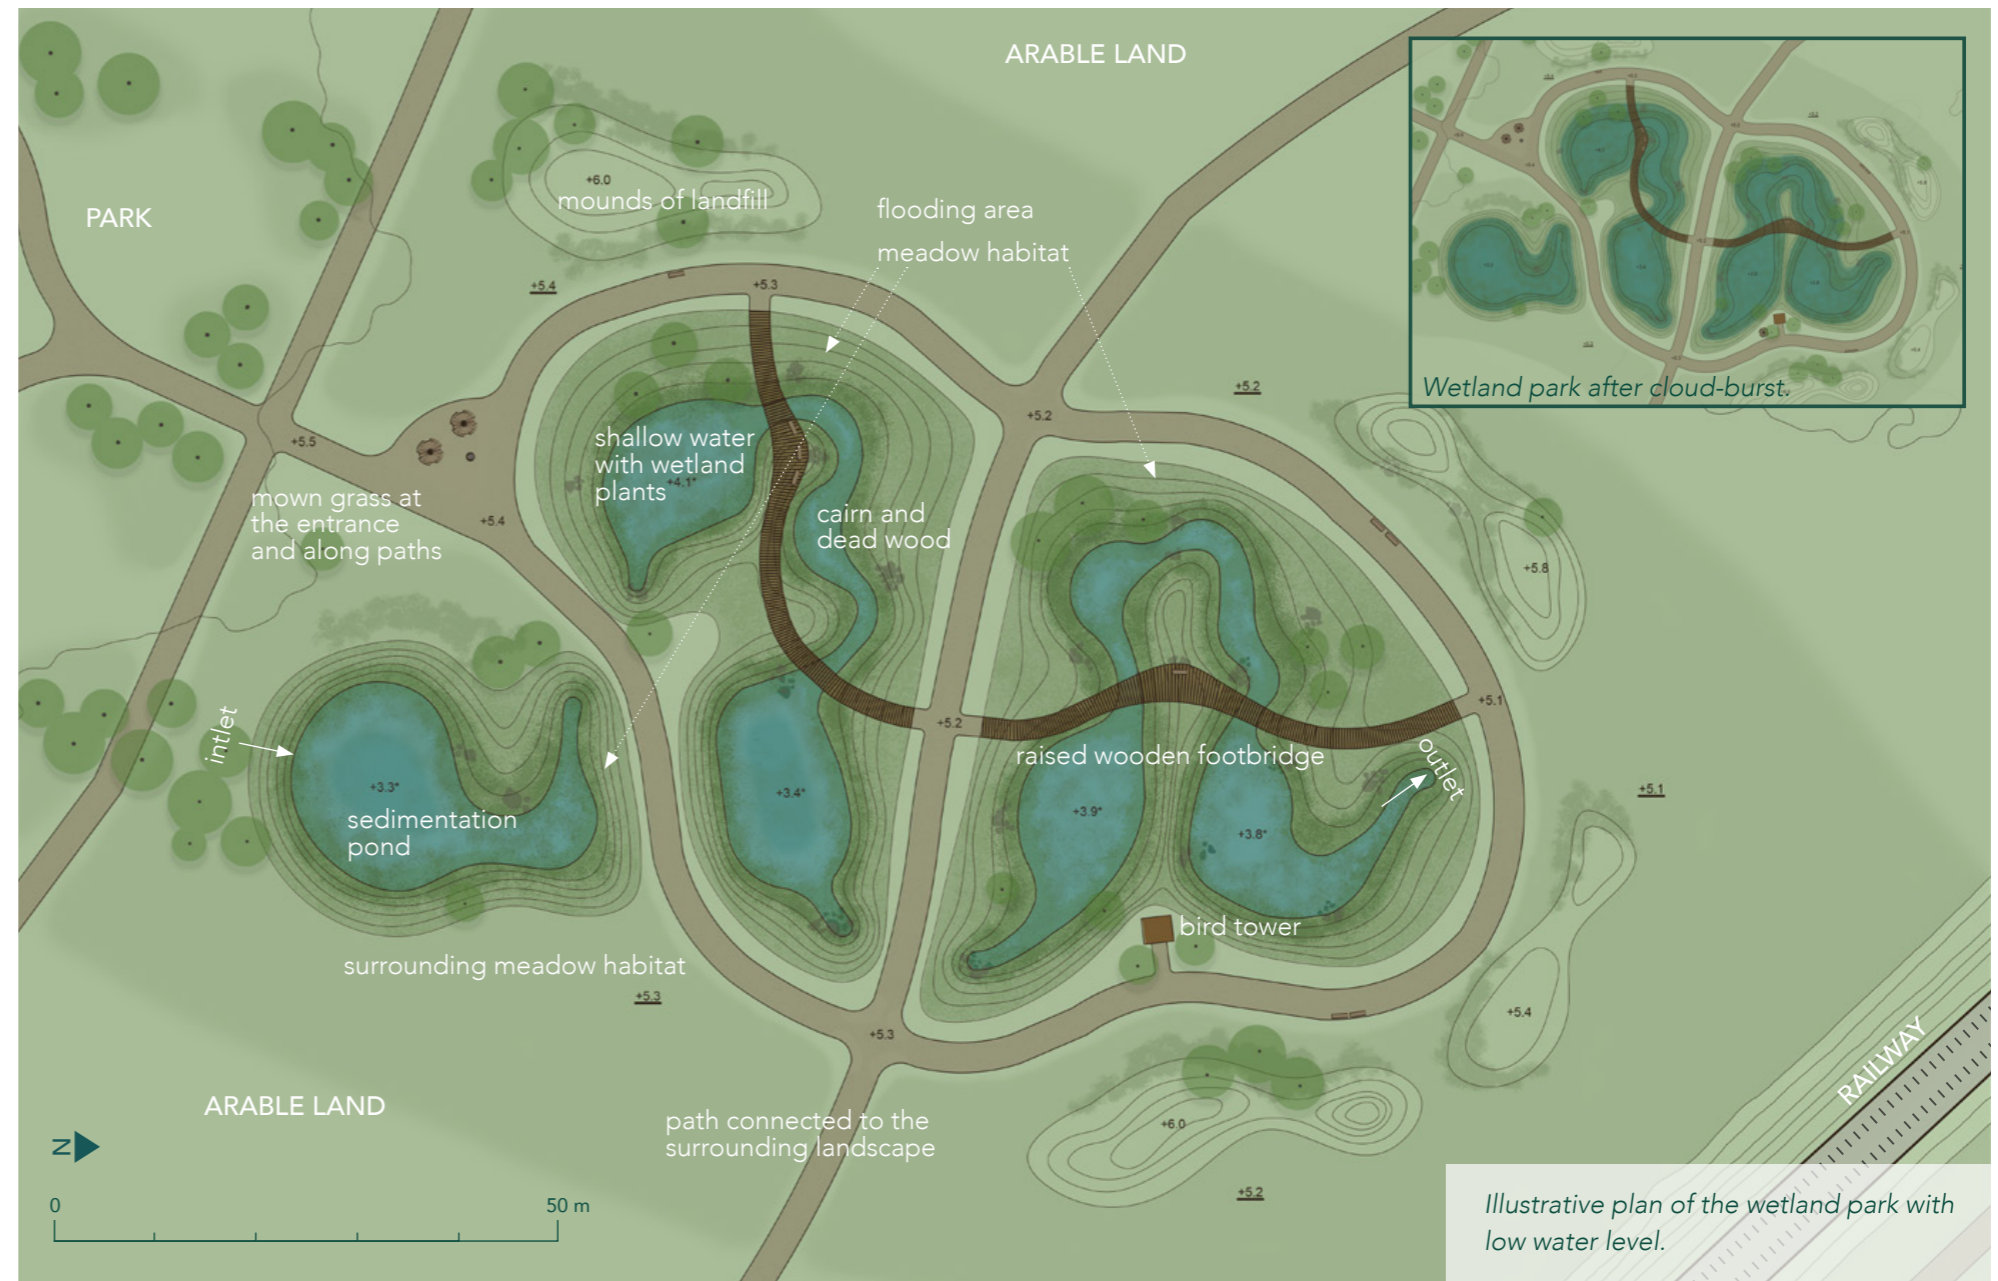 ARABLE LAND
PARK
+6.0
mounds of landfill
flooding area
meadow habitat
+5.4
+5.3
Wetland park after cloud-burst.
+5.2
+5.2
+5.5
shallow water
with wetland
plants
+4.1*
mown grass at
the entrance
and along paths
+5.4
cairn and
dead wood
+5.8
intlet
+5.2
+5.1
raised wooden footbridge
outlet
+3.3*
+3.4*
+3.9*
+3.8*
+5.1
sedimentation
pond
bird tower
surrounding meadow habitat
+5.3
+5.3
+5.4
RAILWAY
ARABLE LAND
path connected to the
surrounding landscape
+6.0
N
+5.2
0 50 m
Illustrative plan of the wetland park with
low water level.